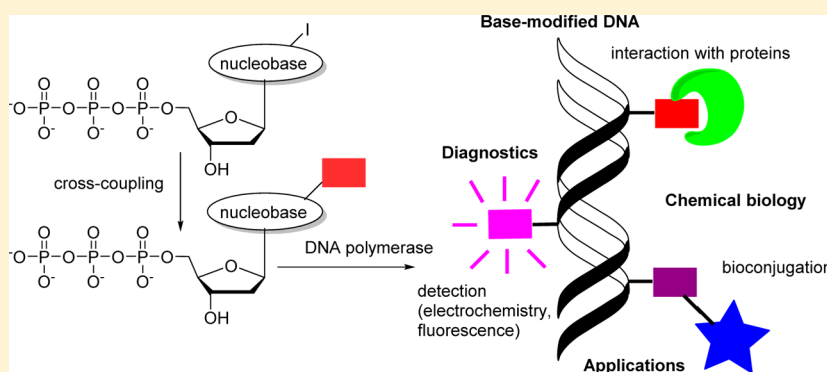 Base-modified DNA
I
nucleobase
interaction with proteins
⁻O–P–O–P–O–P–O
O O O
O⁻ O⁻ O⁻
O
OH
Diagnostics
cross-coupling
nucleobase
Chemical biology
DNA polymerase
⁻O–P–O–P–O–P–O
O O O
O⁻ O⁻ O⁻
O
OH
bioconjugation
detection
(electrochemistry,
fluorescence)
Applications